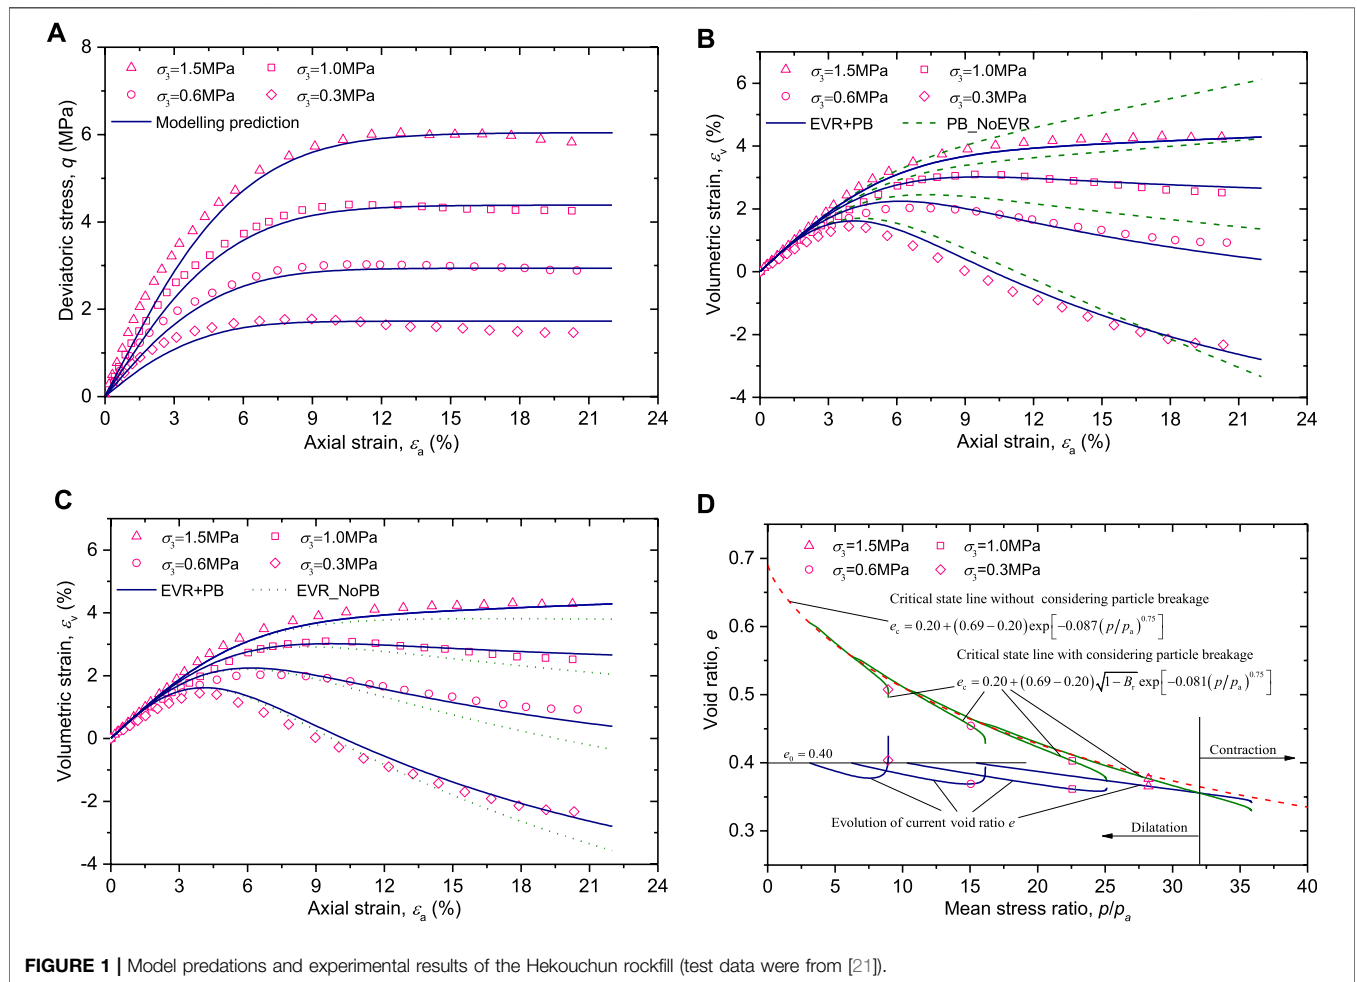 A
8
6
4
2
0
Deviatoric stress, q (MPa)
σ3=1.5MPa
σ3=1.0MPa
σ3=0.6MPa
σ3=0.3MPa
Modelling prediction
0 3 6 9 12 15 18 21 24
Axial strain, εa (%)
B
6
4
2
0
-2
-4
Volumetric strain, εv (%)
σ3=1.5MPa
σ3=1.0MPa
σ3=0.6MPa
σ3=0.3MPa
EVR+PB
PB_NoEVR
0 3 6 9 12 15 18 21 24
Axial strain, εa (%)
C
6
4
2
0
-2
-4
Volumetric strain, εv (%)
σ3=1.5MPa
σ3=1.0MPa
σ3=0.6MPa
σ3=0.3MPa
EVR+PB
EVR_NoPB
0 3 6 9 12 15 18 21 24
Axial strain, εa (%)
D
0.7
0.6
0.5
0.4
0.3
Void ratio, e
σ3=1.5MPa
σ3=1.0MPa
σ3=0.6MPa
σ3=0.3MPa
Critical state line without considering particle breakage
ec = 0.20+(0.69−0.20)exp[−0.087(p/pa)^0.75]
Critical state line with considering particle breakage
ec = 0.20+(0.69−0.20)√(1−Br) exp[−0.081(p/pa)^0.75]
e0 = 0.40
Contraction
Evolution of current void ratio e
Dilatation
0 5 10 15 20 25 30 35 40
Mean stress ratio, p/pa
FIGURE 1 | Model predations and experimental results of the Hekouchun rockfill (test data were from [21]).